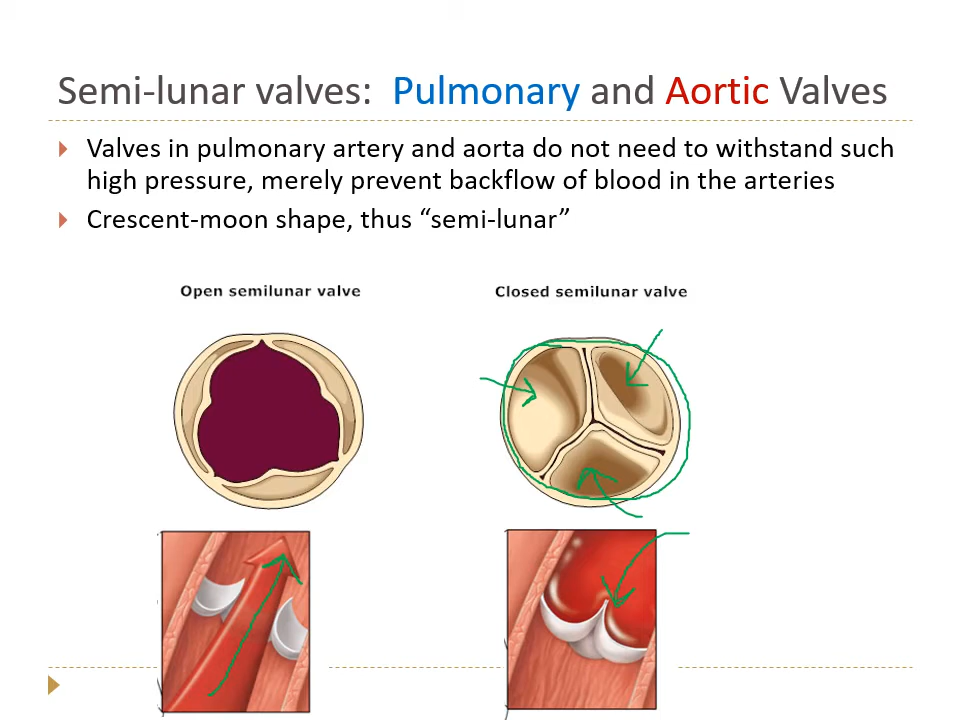 Semi-lunar valves: Pulmonary and Aortic Valves
Valves in pulmonary artery and aorta do not need to withstand such
high pressure, merely prevent backflow of blood in the arteries
Crescent-moon shape, thus “semi-lunar”
Open semilunar valve
Closed semilunar valve